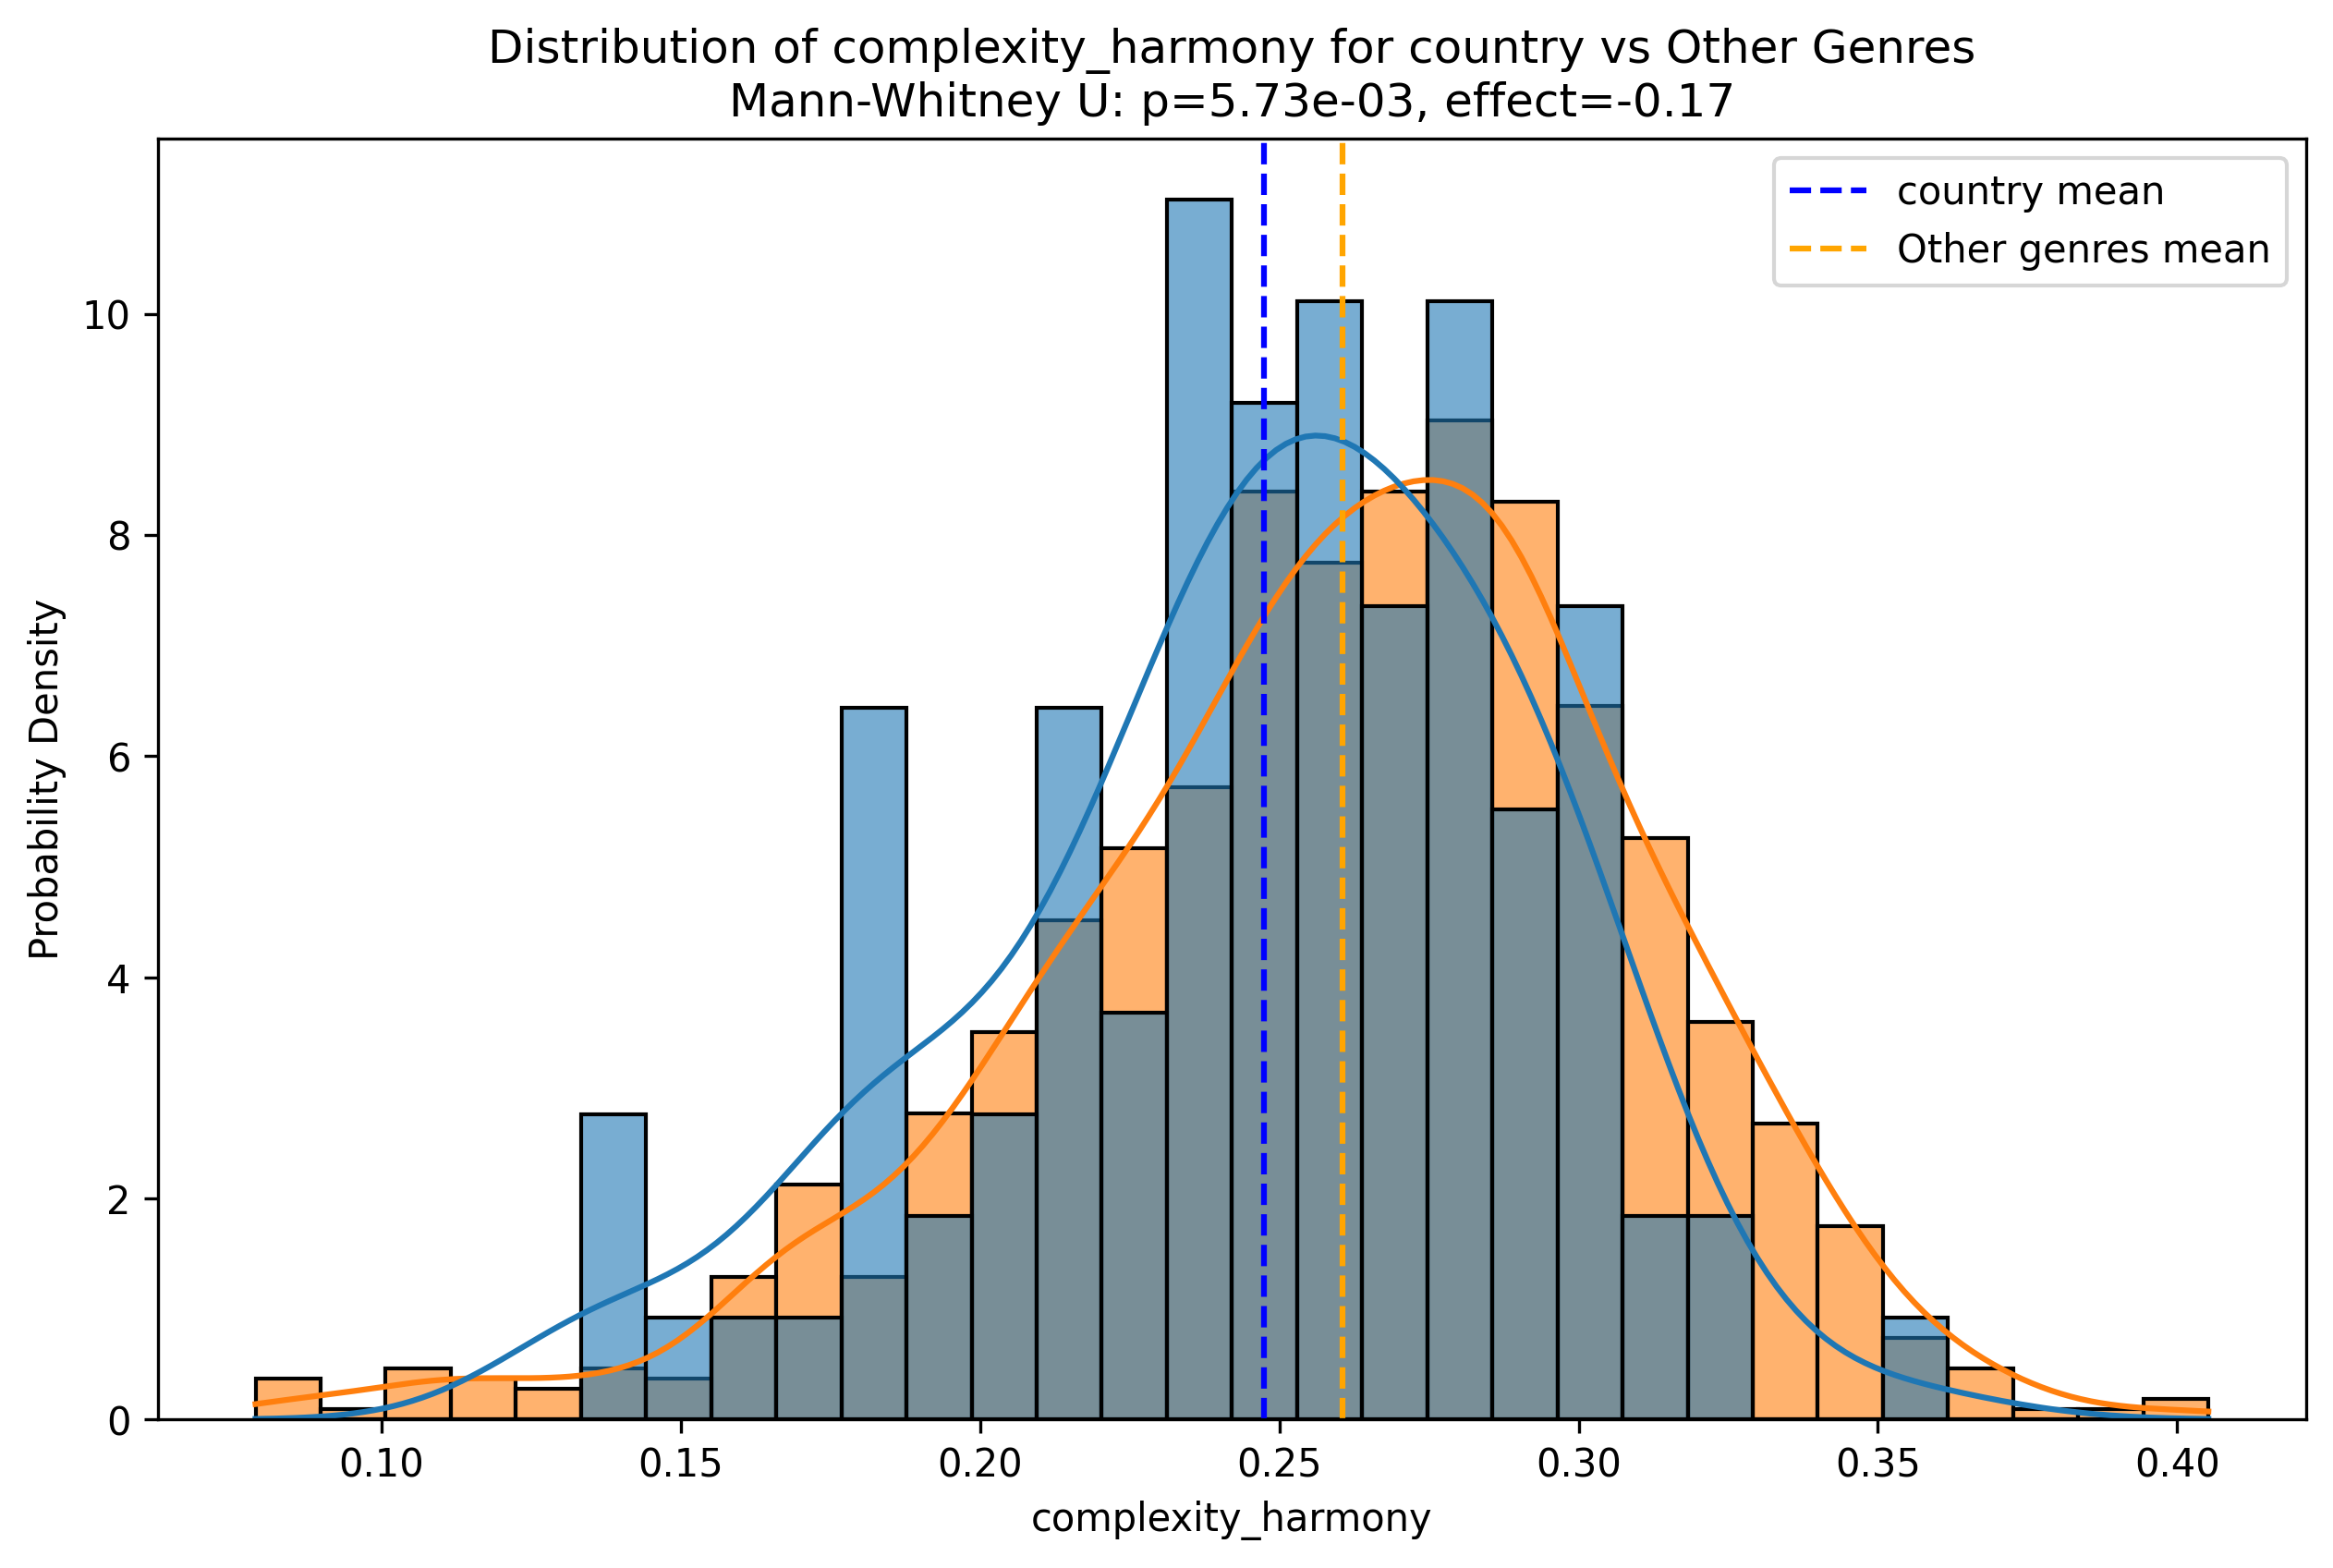 Distribution of complexity_harmony for country vs Other Genres
Mann-Whitney U: p=5.73e-03, effect=-0.17
country mean
Other genres mean
Probability Density
10
8
6
4
2
0
0.10 0.15 0.20 0.25 0.30 0.35 0.40
complexity_harmony